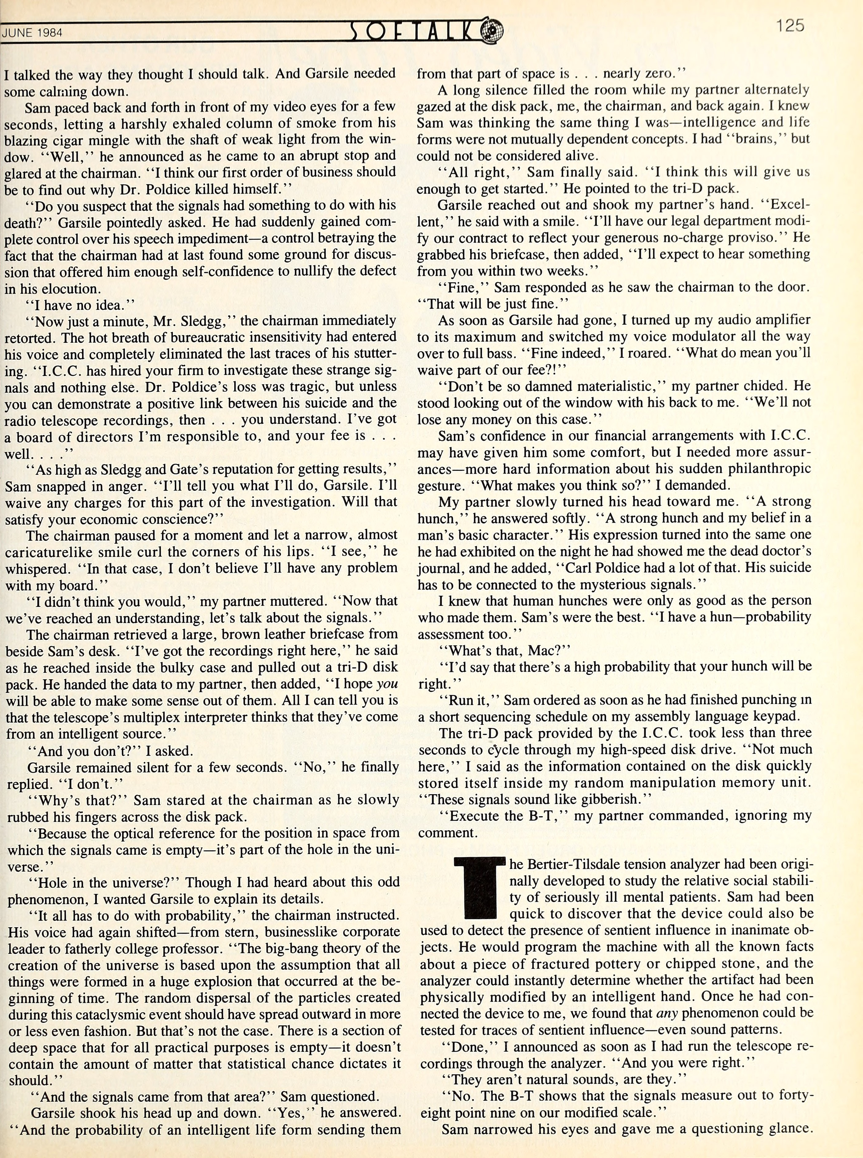 JUNE 1984
SOFTALK
125
I talked the way they thought I should talk. And Garsile needed
some calming down.
Sam paced back and forth in front of my video eyes for a few
seconds, letting a harshly exhaled column of smoke from his
blazing cigar mingle with the shaft of weak light from the win-
dow. “Well,” he announced as he came to an abrupt stop and
glared at the chairman. “I think our first order of business should
be to find out why Dr. Poldice killed himself.”
“Do you suspect that the signals had something to do with his
death?” Garsile pointedly asked. He had suddenly gained com-
plete control over his speech impediment—a control betraying the
fact that the chairman had at last found some ground for discus-
sion that offered him enough self-confidence to nullify the defect
in his elocution.
“I have no idea.”
“Now just a minute, Mr. Sledgg,” the chairman immediately
retorted. The hot breath of bureaucratic insensitivity had entered
his voice and completely eliminated the last traces of his stutter-
ing. “I.C.C. has hired your firm to investigate these strange sig-
nals and nothing else. Dr. Poldice’s loss was tragic, but unless
you can demonstrate a positive link between his suicide and the
radio telescope recordings, then . . . you understand. I’ve got
a board of directors I’m responsible to, and your fee is . . .
well. . . .”
“As high as Sledgg and Gate’s reputation for getting results,”
Sam snapped in anger. “I’ll tell you what I’ll do, Garsile. I’ll
waive any charges for this part of the investigation. Will that
satisfy your economic conscience?”
The chairman paused for a moment and let a narrow, almost
caricaturelike smile curl the corners of his lips. “I see,” he
whispered. “In that case, I don’t believe I’ll have any problem
with my board.”
“I didn’t think you would,” my partner muttered. “Now that
we’ve reached an understanding, let’s talk about the signals.”
The chairman retrieved a large, brown leather briefcase from
beside Sam’s desk. “I’ve got the recordings right here,” he said
as he reached inside the bulky case and pulled out a tri-D disk
pack. He handed the data to my partner, then added, “I hope you
will be able to make some sense out of them. All I can tell you is
that the telescope’s multiplex interpreter thinks that they’ve come
from an intelligent source.”
“And you don’t?” I asked.
Garsile remained silent for a few seconds. “No,” he finally
replied. “I don’t.”
“Why’s that?” Sam stared at the chairman as he slowly
rubbed his fingers across the disk pack.
“Because the optical reference for the position in space from
which the signals came is empty—it’s part of the hole in the uni-
verse.”
“Hole in the universe?” Though I had heard about this odd
phenomenon, I wanted Garsile to explain its details.
“It all has to do with probability,” the chairman instructed.
His voice had again shifted—from stern, businesslike corporate
leader to fatherly college professor. “The big-bang theory of the
creation of the universe is based upon the assumption that all
things were formed in a huge explosion that occurred at the be-
ginning of time. The random dispersal of the particles created
during this cataclysmic event should have spread outward in more
or less even fashion. But that’s not the case. There is a section of
deep space that for all practical purposes is empty—it doesn’t
contain the amount of matter that statistical chance dictates it
should.”
“And the signals came from that area?” Sam questioned.
Garsile shook his head up and down. “Yes,” he answered.
“And the probability of an intelligent life form sending them
from that part of space is . . . nearly zero.”
A long silence filled the room while my partner alternately
gazed at the disk pack, me, the chairman, and back again. I knew
Sam was thinking the same thing I was—intelligence and life
forms were not mutually dependent concepts. I had “brains,” but
could not be considered alive.
“All right,” Sam finally said. “I think this will give us
enough to get started.” He pointed to the tri-D pack.
Garsile reached out and shook my partner’s hand. “Excel-
lent,” he said with a smile. “I’ll have our legal department modi-
fy our contract to reflect your generous no-charge proviso.” He
grabbed his briefcase, then added, “I’ll expect to hear something
from you within two weeks.”
“Fine,” Sam responded as he saw the chairman to the door.
“That will be just fine.”
As soon as Garsile had gone, I turned up my audio amplifier
to its maximum and switched my voice modulator all the way
over to full bass. “Fine indeed,” I roared. “What do mean you’ll
waive part of our fee?!”
“Don’t be so damned materialistic,” my partner chided. He
stood looking out of the window with his back to me. “We’ll not
lose any money on this case.”
Sam’s confidence in our financial arrangements with I.C.C.
may have given him some comfort, but I needed more assur-
ances—more hard information about his sudden philanthropic
gesture. “What makes you think so?” I demanded.
My partner slowly turned his head toward me. “A strong
hunch,” he answered softly. “A strong hunch and my belief in a
man’s basic character.” His expression turned into the same one
he had exhibited on the night he had showed me the dead doctor’s
journal, and he added, “Carl Poldice had a lot of that. His suicide
has to be connected to the mysterious signals.”
I knew that human hunches were only as good as the person
who made them. Sam’s were the best. “I have a hun—probability
assessment too.”
“What’s that, Mac?”
“I’d say that there’s a high probability that your hunch will be
right.”
“Run it,” Sam ordered as soon as he had finished punching in
a short sequencing schedule on my assembly language keypad.
The tri-D pack provided by the I.C.C. took less than three
seconds to cycle through my high-speed disk drive. “Not much
here,” I said as the information contained on the disk quickly
stored itself inside my random manipulation memory unit.
“These signals sound like gibberish.”
“Execute the B-T,” my partner commanded, ignoring my
comment.
The Bertier-Tilsdale tension analyzer had been origi-
nally developed to study the relative social stabili-
ty of seriously ill mental patients. Sam had been
quick to discover that the device could also be
used to detect the presence of sentient influence in inanimate ob-
jects. He would program the machine with all the known facts
about a piece of fractured pottery or chipped stone, and the
analyzer could instantly determine whether the artifact had been
physically modified by an intelligent hand. Once he had con-
nected the device to me, we found that any phenomenon could be
tested for traces of sentient influence—even sound patterns.
“Done,” I announced as soon as I had run the telescope re-
cordings through the analyzer. “And you were right.”
“They aren’t natural sounds, are they.”
“No. The B-T shows that the signals measure out to forty-
eight point nine on our modified scale.”
Sam narrowed his eyes and gave me a questioning glance.